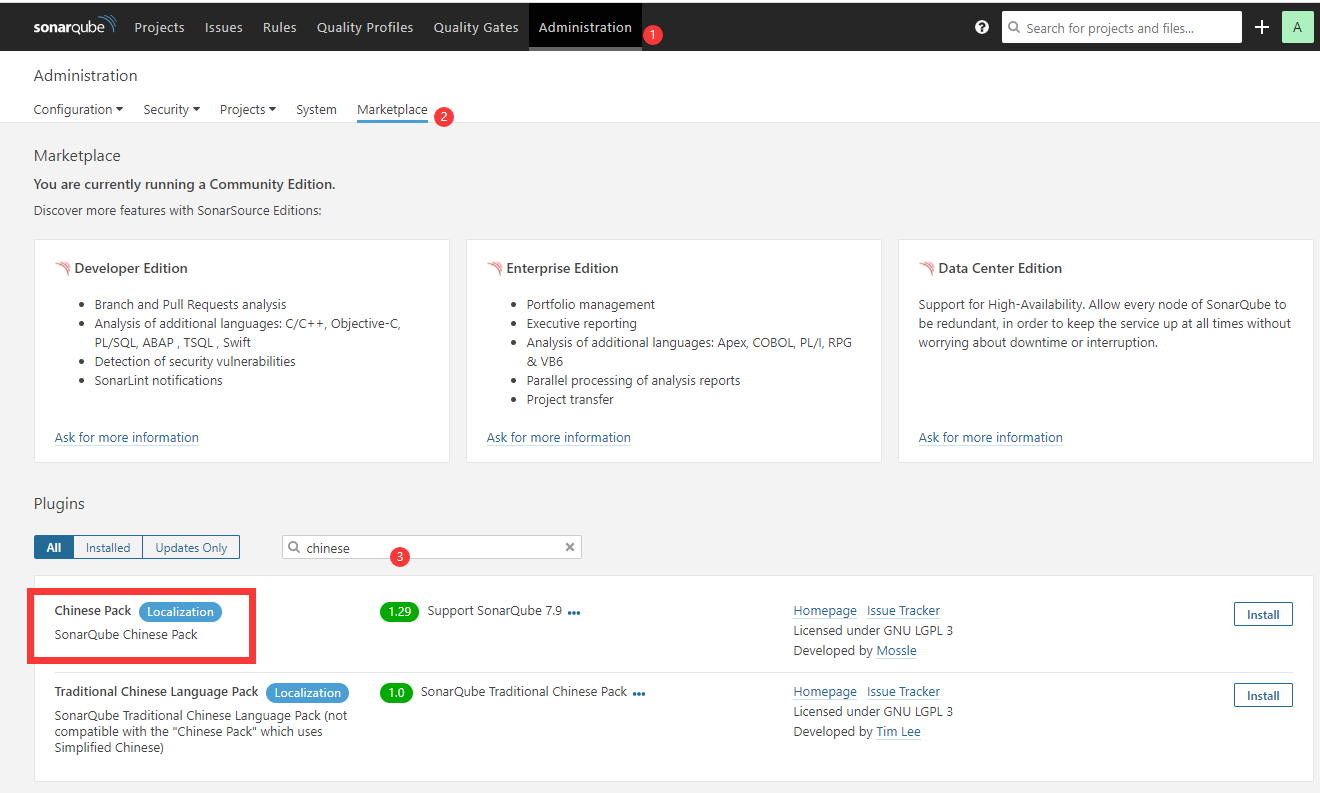 sonarqube Projects Issues Rules Quality Profiles Quality Gates Administration 1 ? Search for projects and files... + A
Administration
Configuration Security Projects System Marketplace 2
Marketplace
You are currently running a Community Edition.
Discover more features with SonarSource Editions:
Developer Edition
Branch and Pull Requests analysis
Analysis of additional languages: C/C++, Objective-C,
PL/SQL, ABAP , TSQL , Swift
Detection of security vulnerabilities
SonarLint notifications
Ask for more information
Enterprise Edition
Portfolio management
Executive reporting
Analysis of additional languages: Apex, COBOL, PL/I, RPG
& VB6
Parallel processing of analysis reports
Project transfer
Ask for more information
Data Center Edition
Support for High-Availability. Allow every node of SonarQube to
be redundant, in order to keep the service up at all times without
worrying about downtime or interruption.
Ask for more information
Plugins
All Installed Updates Only chinese 3
Chinese Pack Localization
SonarQube Chinese Pack
1.29 Support SonarQube 7.9 •••
Homepage Issue Tracker
Licensed under GNU LGPL 3
Developed by Mossle
Install
Traditional Chinese Language Pack Localization
SonarQube Traditional Chinese Language Pack (not
compatible with the "Chinese Pack" which uses
Simplified Chinese)
1.0 SonarQube Traditional Chinese Pack •••
Homepage Issue Tracker
Licensed under GNU LGPL 3
Developed by Tim Lee
Install